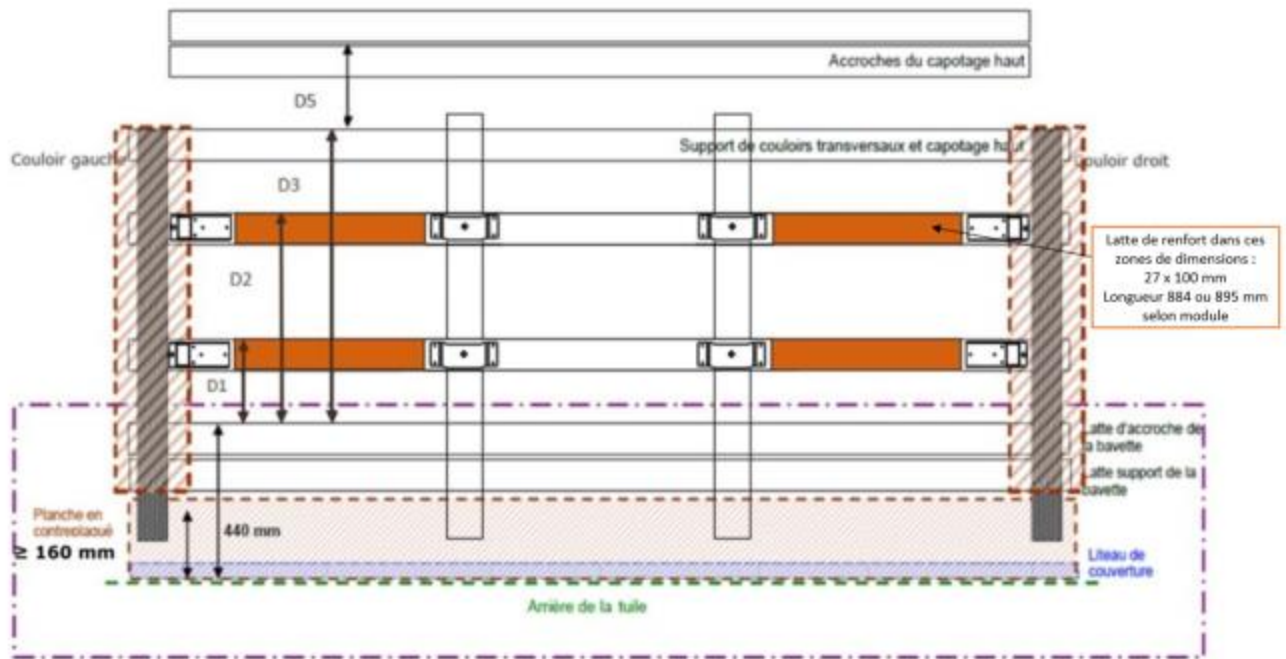 Accroches du capotage haut
D5
Support de couloirs transversaux et capotage haut
Couloir gauche
Couloir droit
D3
D2
Latte de renfort dans ces
zones de dimensions :
27 x 100 mm
Longueur 884 ou 895 mm
selon module
D1
Latte d'accroche de
la bavette
Latte support de la
bavette
Planche en
contreplaqué
≥ 160 mm
440 mm
Liteau de
couverture
Arrière de la tuile